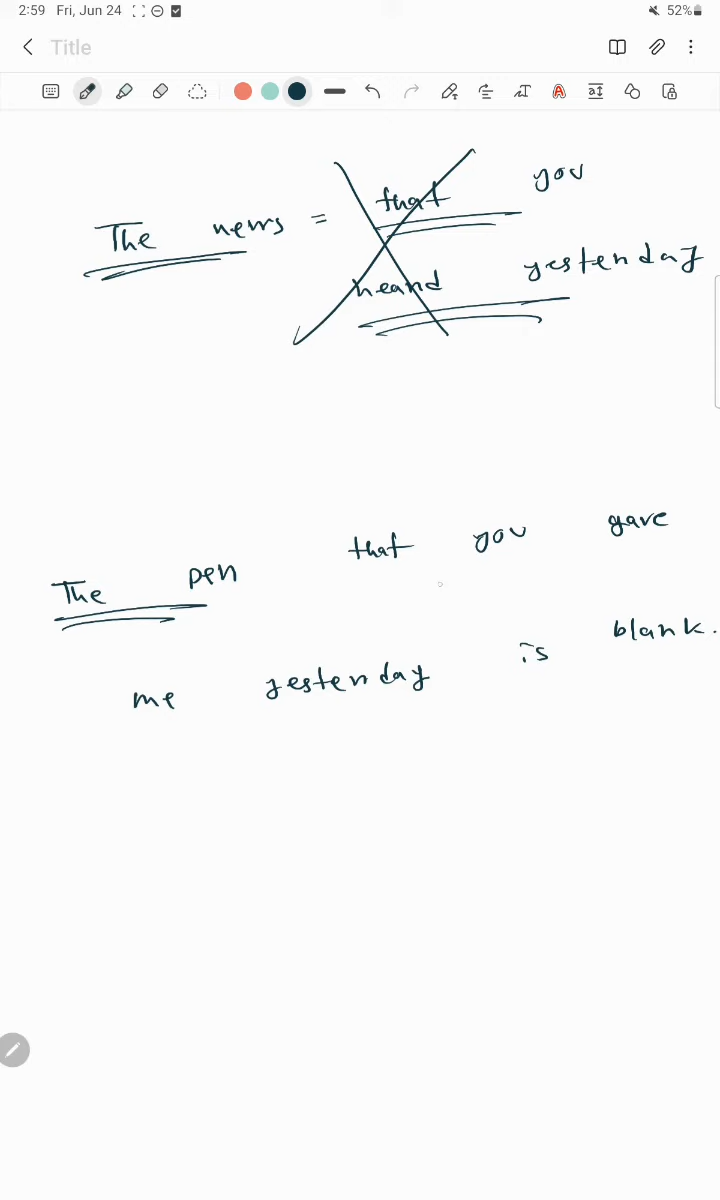 2:59 Fri, Jun 24 52%
Title
The news = that you
heard yesterday
The pen that you gave
me yesterday is blank.